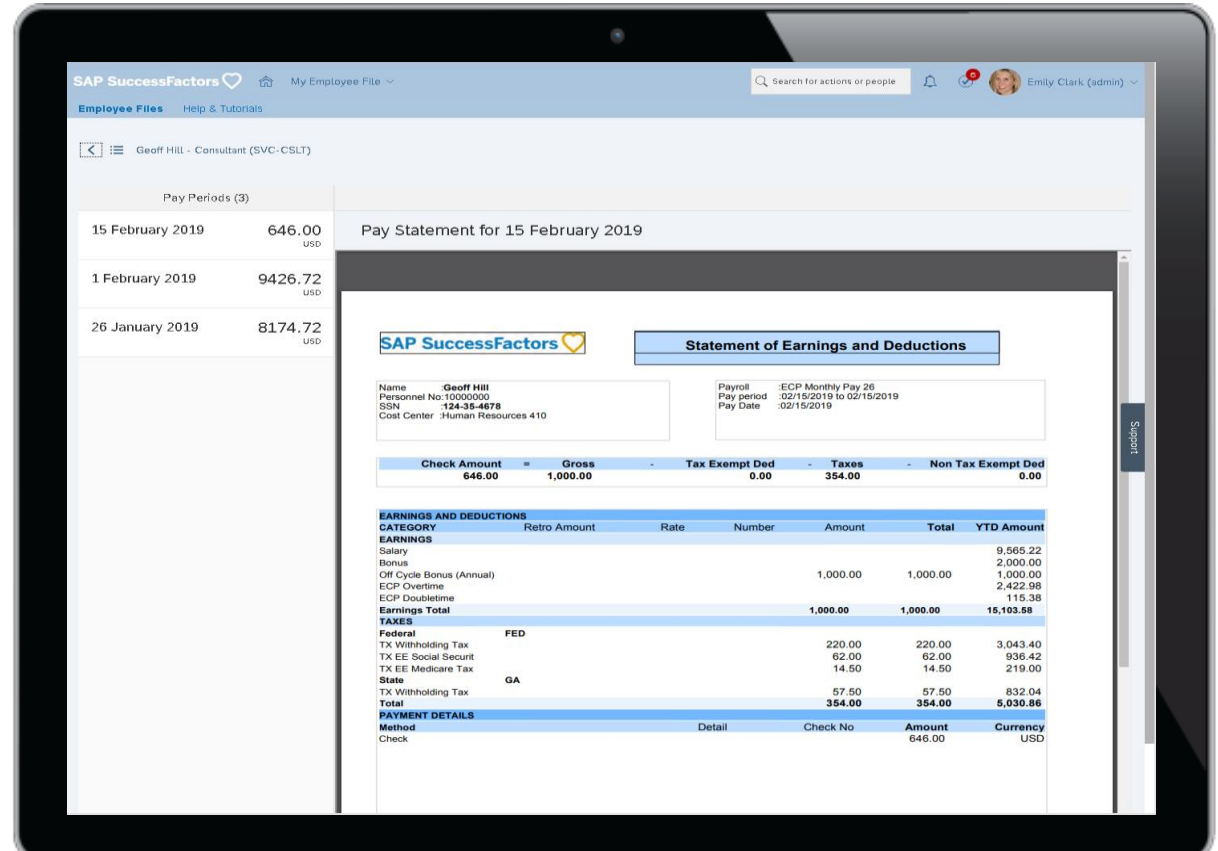 SAP SuccessFactors My Employee File Search for actions or people 6 Emily Clark (admin)
Employee Files Help & Tutorials
Geoff Hill - Consultant (SVC-CSLT)
Pay Periods (3)
15 February 2019 646.00
USD
1 February 2019 9426.72
USD
26 January 2019 8174.72
USD
Pay Statement for 15 February 2019
SAP SuccessFactors
Statement of Earnings and Deductions
Name :Geoff Hill
Personnel No:10000000
SSN :124-35-4678
Cost Center :Human Resources 410
Payroll :ECP Monthly Pay 26
Pay period :02/15/2019 to 02/15/2019
Pay Date :02/15/2019
Check Amount = Gross - Tax Exempt Ded - Taxes - Non Tax Exempt Ded
646.00 1,000.00 0.00 354.00 0.00
EARNINGS AND DEDUCTIONS
CATEGORY Retro Amount Rate Number Amount Total YTD Amount
EARNINGS
Salary 9,565.22
Bonus 2,000.00
Off Cycle Bonus (Annual) 1,000.00 1,000.00 1,000.00
ECP Overtime 2,422.98
ECP Doubletime 115.38
Earnings Total 1,000.00 1,000.00 15,103.58
TAXES
Federal FED
TX Withholding Tax 220.00 220.00 3,043.40
TX EE Social Securit 62.00 62.00 936.42
TX EE Medicare Tax 14.50 14.50 219.00
State GA
TX Withholding Tax 57.50 57.50 832.04
Total 354.00 354.00 5,030.86
PAYMENT DETAILS
Method Detail Check No Amount Currency
Check 646.00 USD
Support